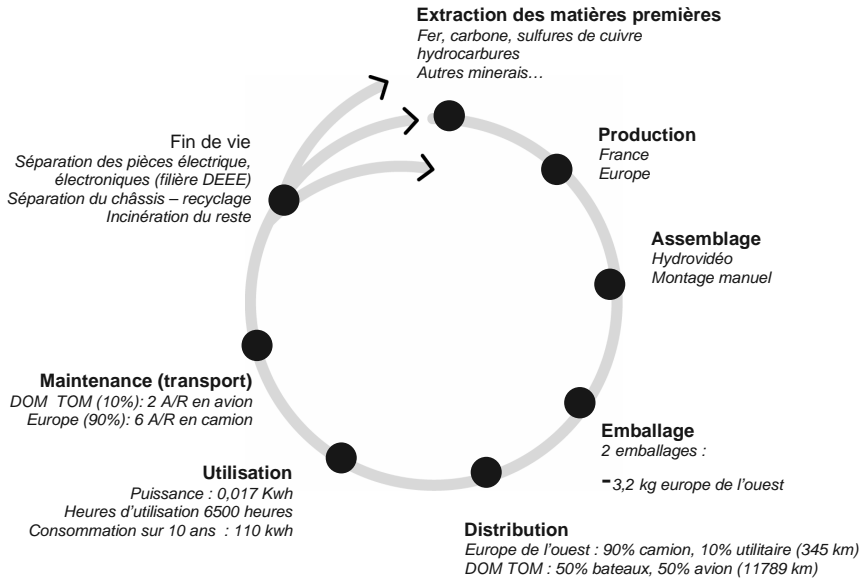 Extraction des matières premières
Fer, carbone, sulfures de cuivre
hydrocarbures
Autres minerais…
Production
France
Europe
Assemblage
Hydrovidéo
Montage manuel
Emballage
2 emballages :
-3,2 kg europe de l'ouest
Distribution
Europe de l'ouest : 90% camion, 10% utilitaire (345 km)
DOM TOM : 50% bateaux, 50% avion (11789 km)
Utilisation
Puissance : 0,017 Kwh
Heures d'utilisation 6500 heures
Consommation sur 10 ans : 110 kwh
Maintenance (transport)
DOM TOM (10%): 2 A/R en avion
Europe (90%): 6 A/R en camion
Fin de vie
Séparation des pièces électrique,
électroniques (filière DEEE)
Séparation du châssis – recyclage
Incinération du reste